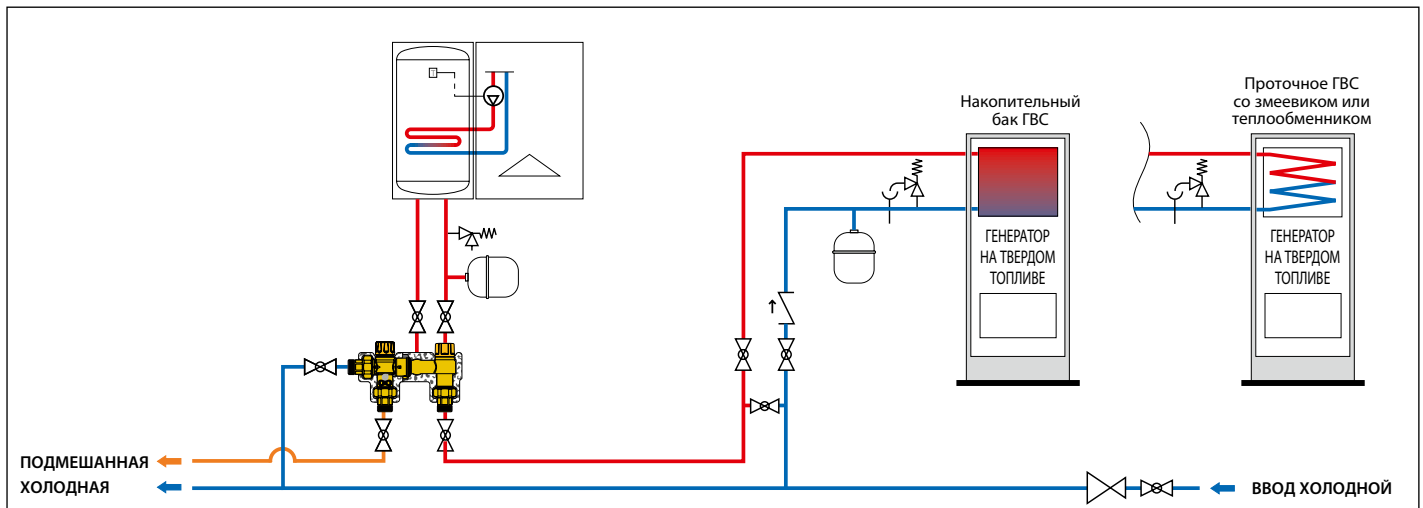 Накопительный
бак ГВС
Проточное ГВС
со змеевиком или
теплообменником
T
ГЕНЕРАТОР
НА ТВЕРДОМ
ТОПЛИВЕ
ГЕНЕРАТОР
НА ТВЕРДОМ
ТОПЛИВЕ
ПОДМЕШАННАЯ
ХОЛОДНАЯ
ВВОД ХОЛОДНОЙ